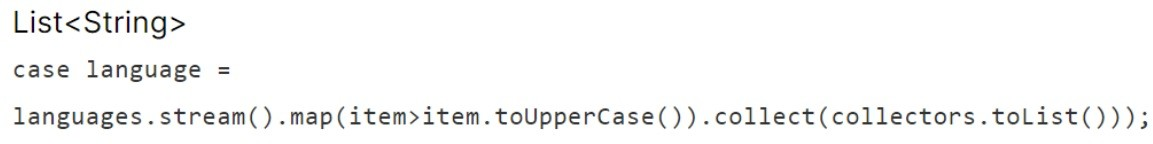 List<String>
case language =
languages.stream().map(item>item.toUpperCase()).collect(collectors.toList()));